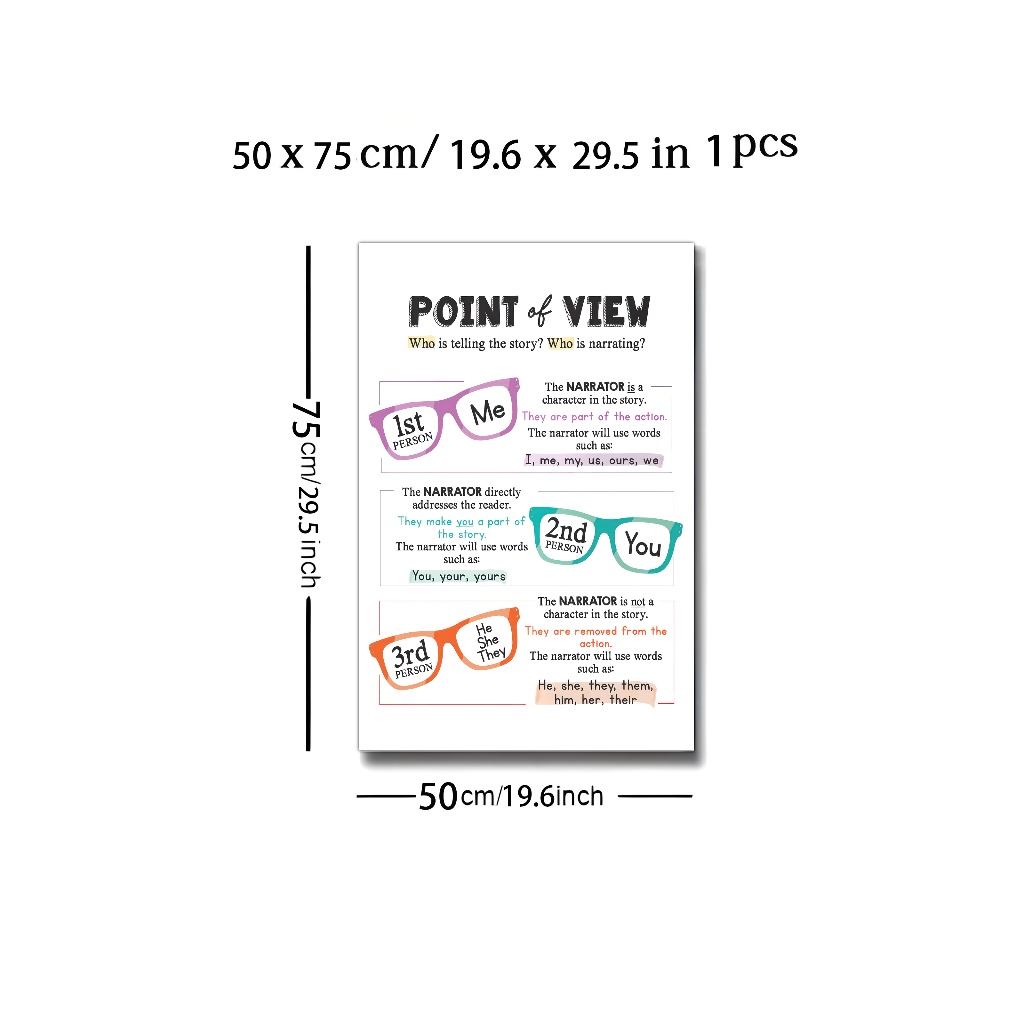 50 x 75 cm/ 19.6 x 29.5 in 1 pcs
75cm/29.5 inch
POINT of VIEW
Who is telling the story? Who is narrating?
1st
PERSON
Me
The NARRATOR is a
character in the story.
They are part of the action.
The narrator will use words
such as:
I, me, my, us, ours, we
The NARRATOR directly
addresses the reader.
They make you a part of
the story.
The narrator will use words
such as:
You, your, yours
2nd
PERSON
You
3rd
PERSON
He
She
They
The NARRATOR is not a
character in the story.
They are removed from the
action.
The narrator will use words
such as:
He, she, they, them,
him, her, their
50cm/19.6inch